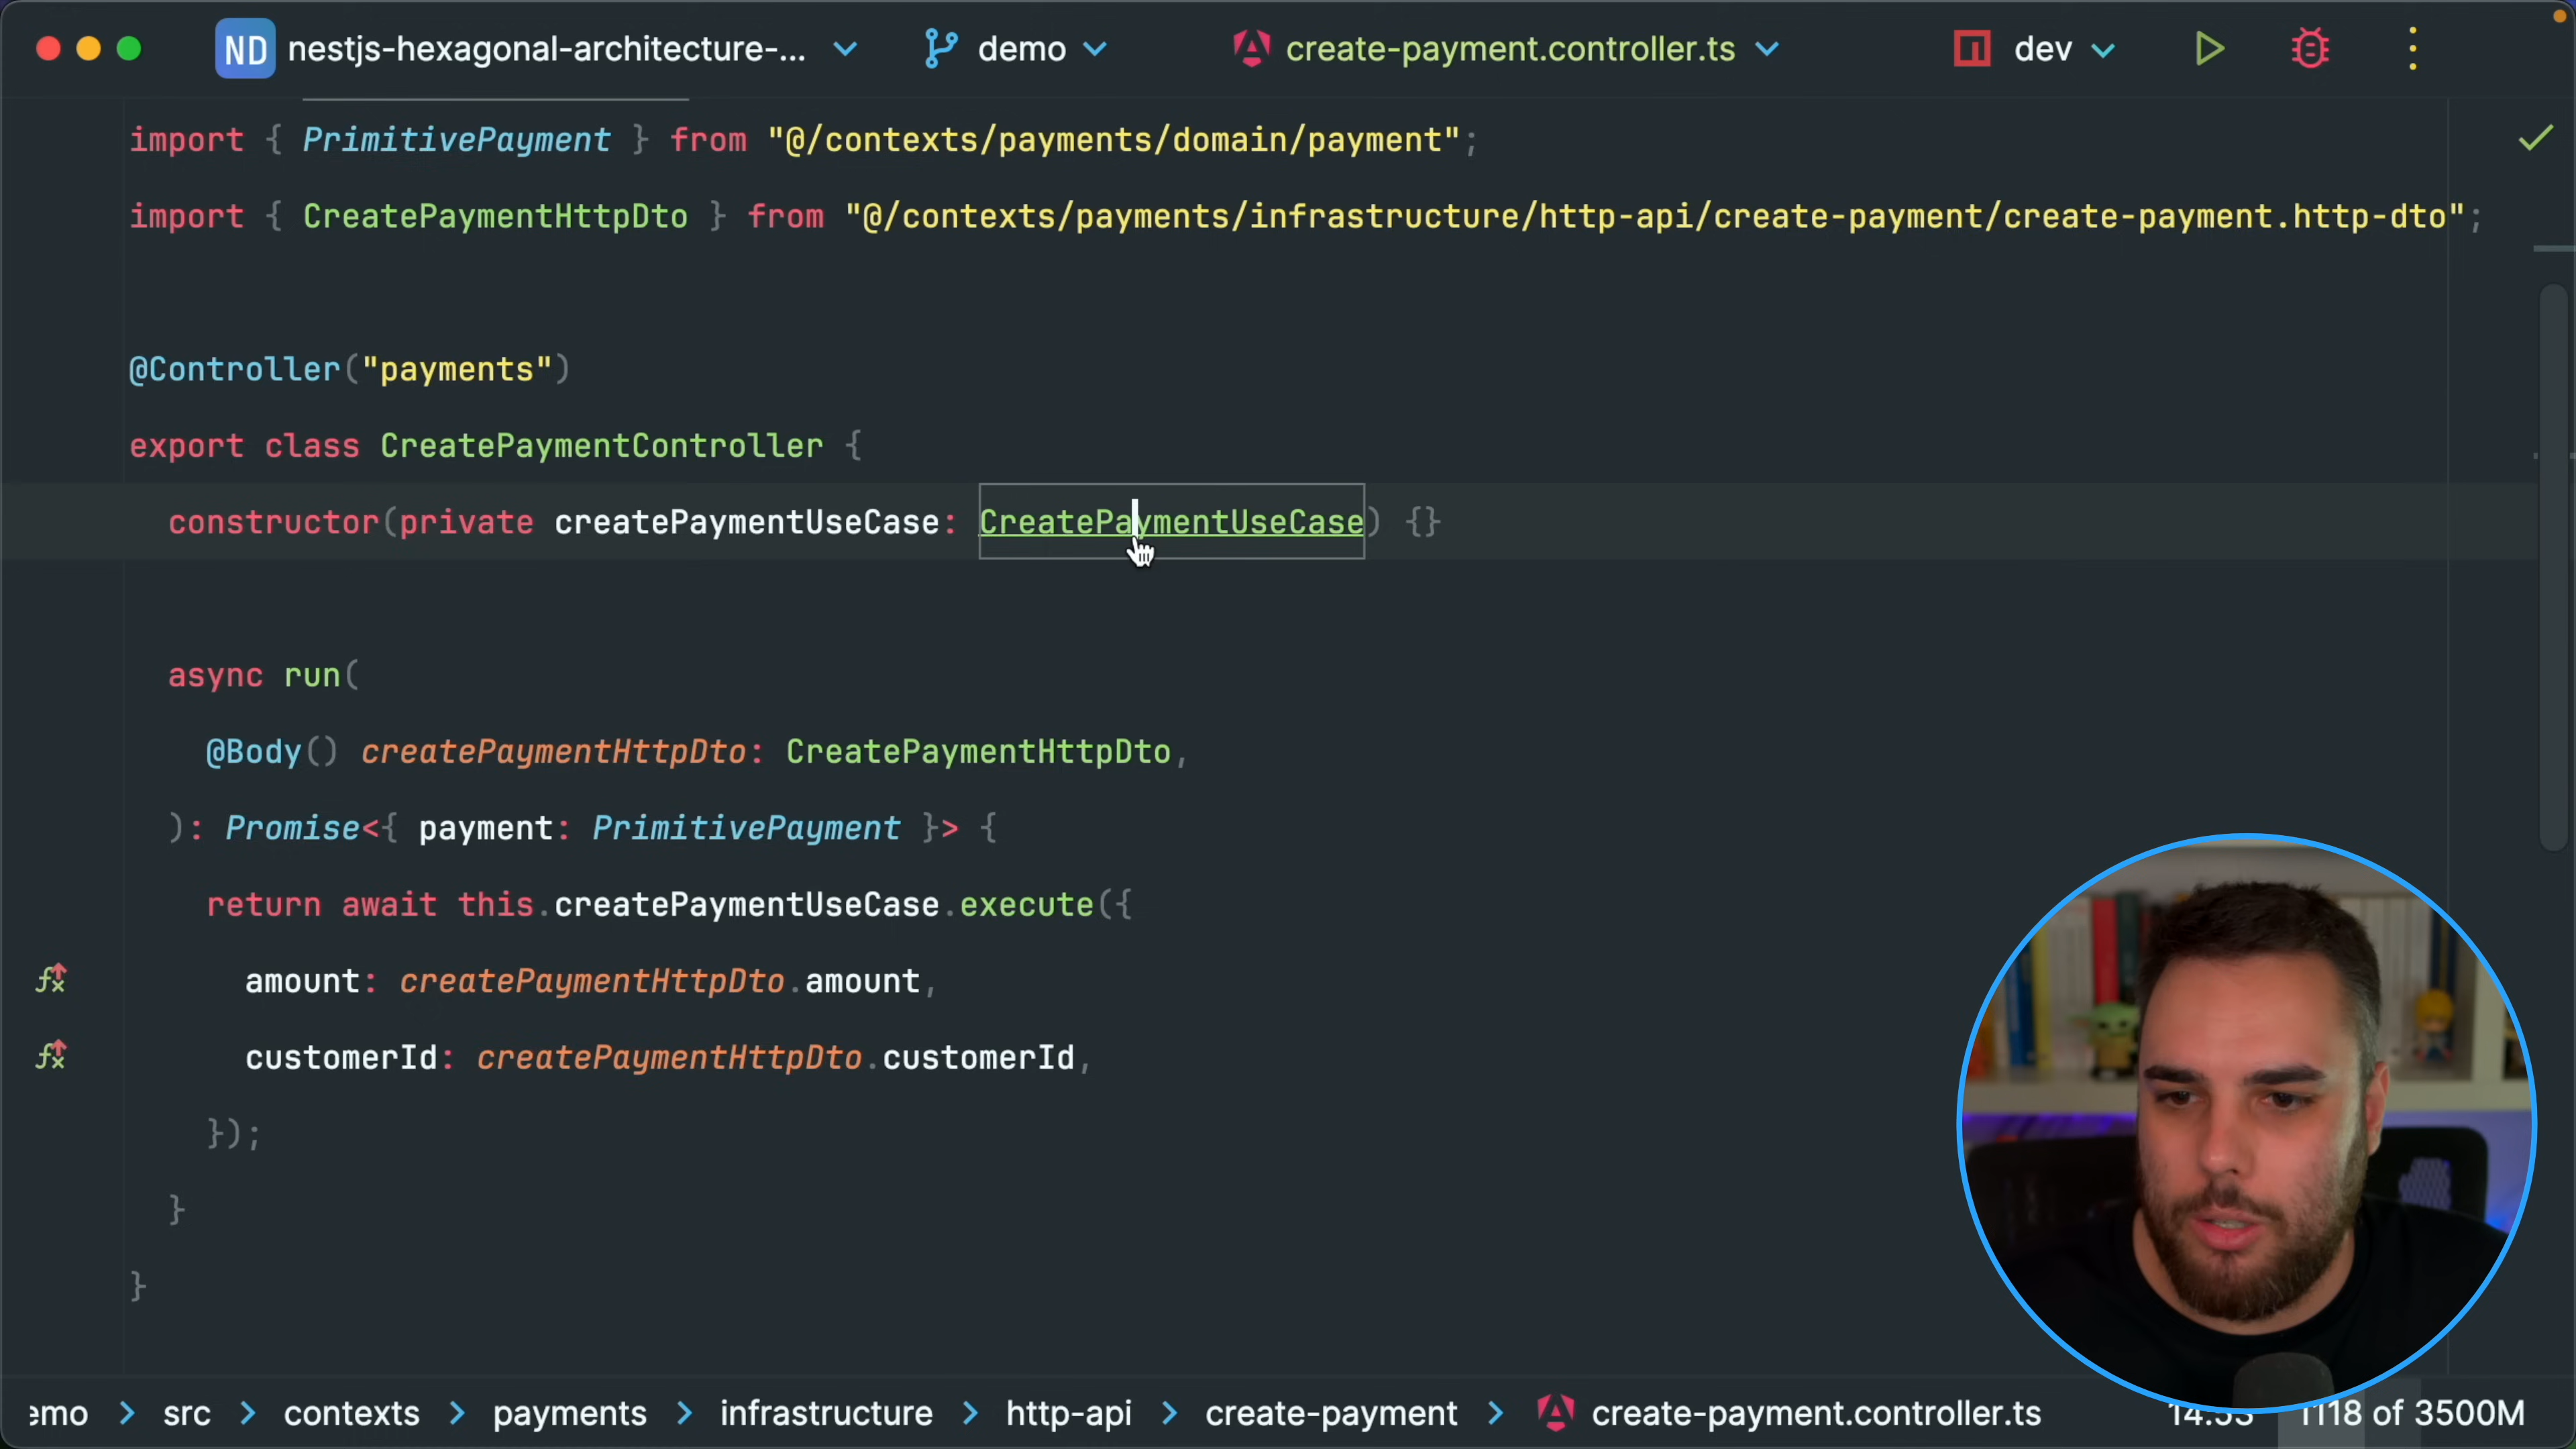 ND nestjs-hexagonal-architecture-... demo create-payment.controller.ts dev
import { PrimitivePayment } from "@/contexts/payments/domain/payment";
import { CreatePaymentHttpDto } from "@/contexts/payments/infrastructure/http-api/create-payment/create-payment.http-dto";
@Controller("payments")
export class CreatePaymentController {
constructor(private createPaymentUseCase: CreatePaymentUseCase) {}
async run(
@Body() createPaymentHttpDto: CreatePaymentHttpDto,
): Promise<{ payment: PrimitivePayment }> {
return await this.createPaymentUseCase.execute({
amount: createPaymentHttpDto.amount,
customerId: createPaymentHttpDto.customerId,
});
}
}
emo > src > contexts > payments > infrastructure > http-api > create-payment > create-payment.controller.ts 14:53 1118 of 3500M